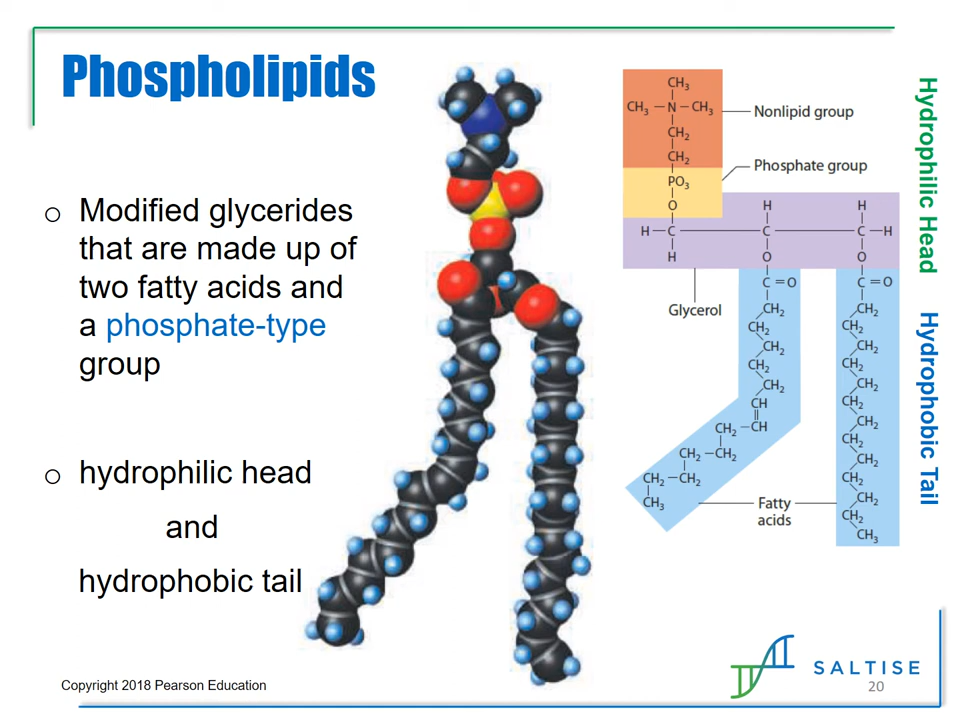 Phospholipids
o Modified glycerides
that are made up of
two fatty acids and
a phosphate-type
group
o hydrophilic head
and
hydrophobic tail
CH₃
CH₃ – N – CH₃
CH₂
CH₂
PO₃
O
Nonlipid group
Phosphate group
H H
H – C C C – H
H O O
Glycerol
C = O C = O
CH₂
CH₂
CH₂
CH₂
CH₂
CH
CH₂ – CH
CH₂ – CH₂
CH₂ – CH₂
CH₃
CH₂
CH₂
CH₂
CH₂
CH₂
CH₂
CH₂
CH₂
CH₂
CH₂
CH₂
CH₂
CH₃
Fatty
acids
Hydrophilic Head
Hydrophobic Tail
Copyright 2018 Pearson Education
SALTISE
20